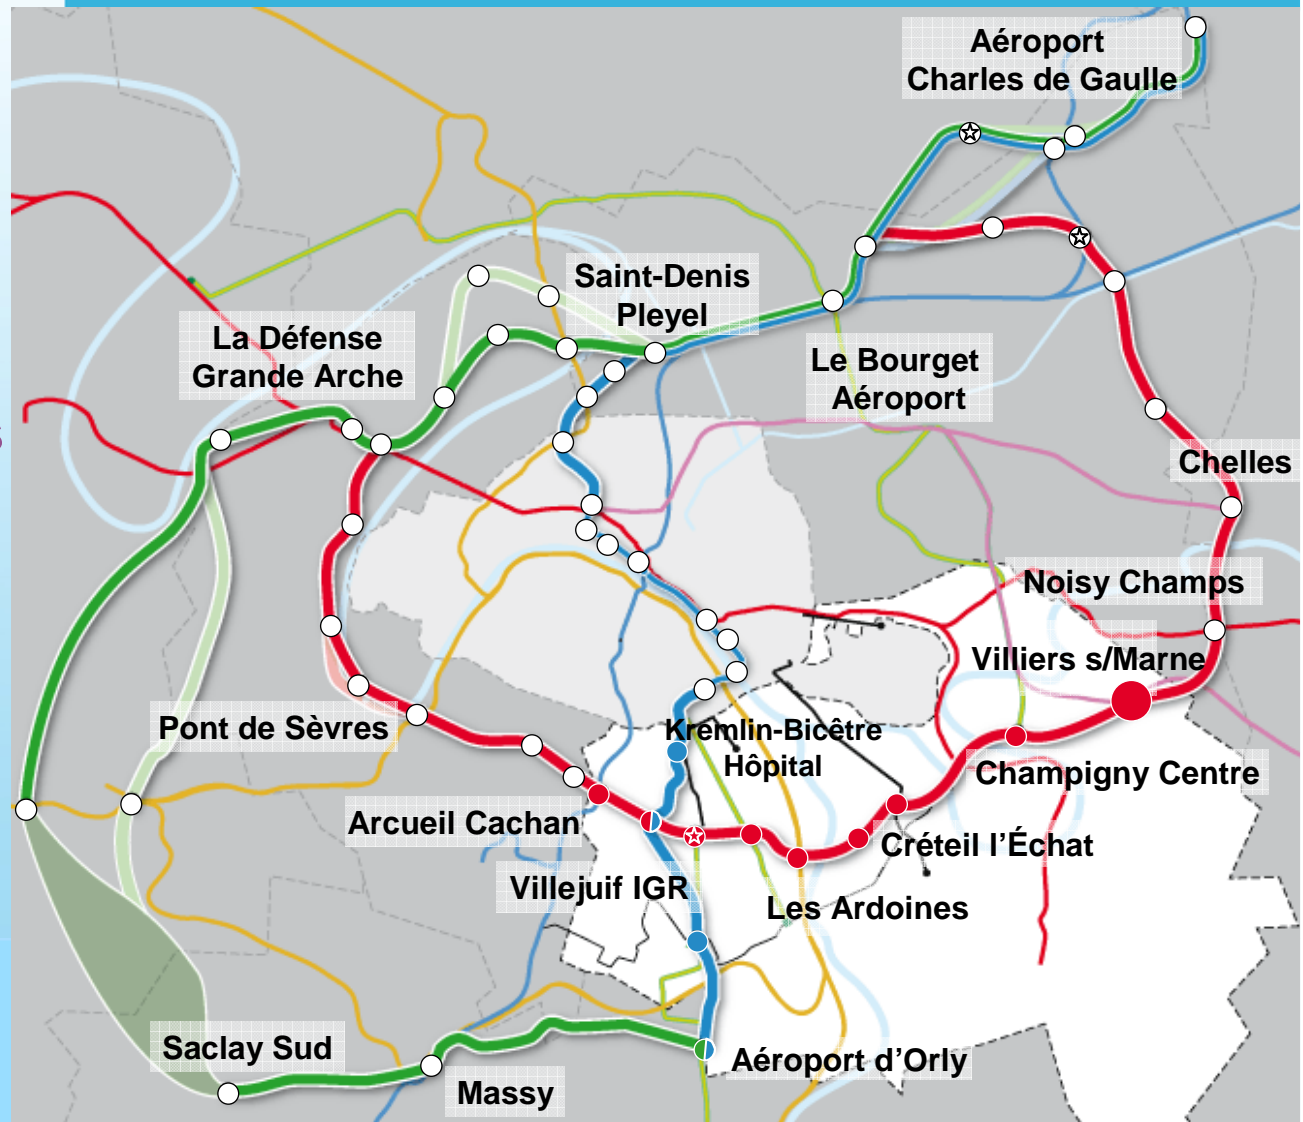 Aéroport
Charles de Gaulle
Saint-Denis
Pleyel
La Défense
Grande Arche
Le Bourget
Aéroport
Chelles
Noisy Champs
Villiers s/Marne
Pont de Sèvres
Kremlin-Bicêtre
Hôpital
Champigny Centre
Arcueil Cachan
Créteil l'Échat
Villejuif IGR
Les Ardoines
Saclay Sud
Aéroport d'Orly
Massy